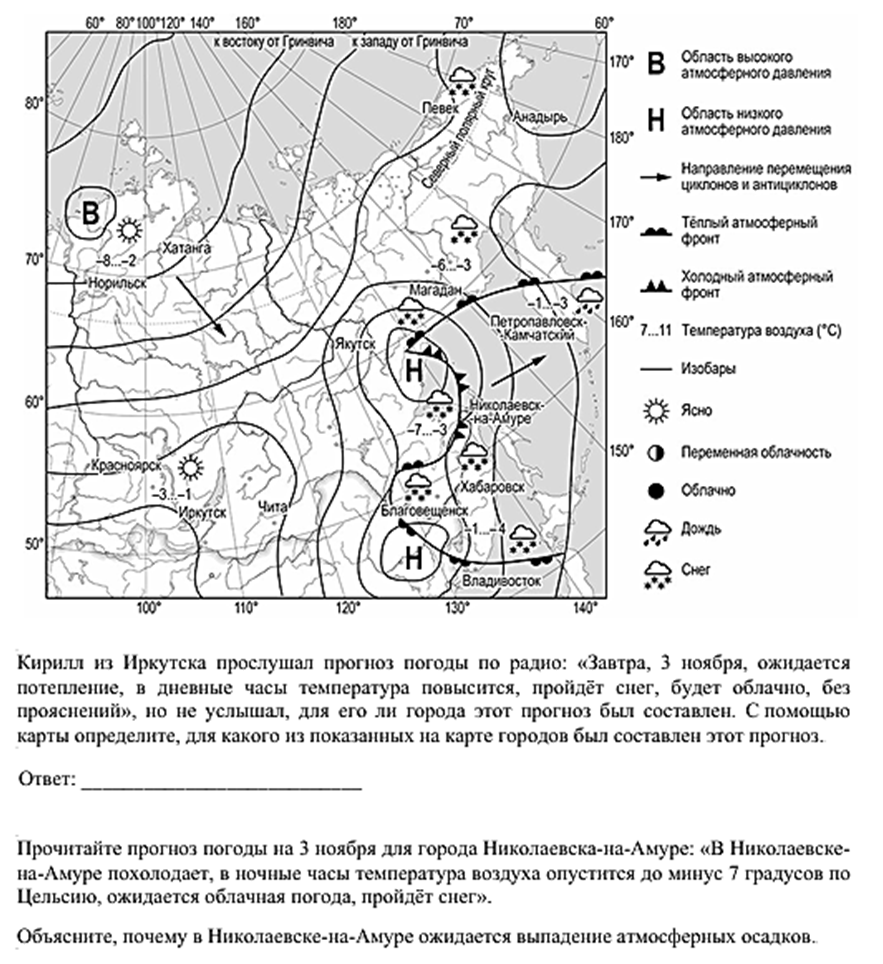 60° 80° 100° 120° 140° 160° 180° 70° 60°
к востоку от Гринвича к западу от Гринвича
170°
80°
Певек
Северный полярный круг
Анадырь
180°
В
170°
Хатанга
−8...−2
70°
Норильск
−6...−3
Магадан
−1...−3
Петропавловск-
-Камчатский
160°
Якутск
Н
60°
Николаевск-
-на-Амуре
−7...−3
150°
Красноярск
−3...−1
Иркутск
Чита
Хабаровск
Благовещенск
−1...−4
50°
Н
Владивосток
100° 110° 120° 130° 140°
В Область высокого
атмосферного давления
Н Область низкого
атмосферного давления
Направление перемещения
циклонов и антициклонов
Тёплый атмосферный
фронт
Холодный атмосферный
фронт
7...11 Температура воздуха (°C)
Изобары
Ясно
Переменная облачность
Облачно
Дождь
Снег
Кирилл из Иркутска прослушал прогноз погоды по радио: «Завтра, 3 ноября, ожидается
потепление, в дневные часы температура повысится, пройдёт снег, будет облачно, без
прояснений», но не услышал, для его ли города этот прогноз был составлен. С помощью
карты определите, для какого из показанных на карте городов был составлен этот прогноз.
Ответ: ____________________________
Прочитайте прогноз погоды на 3 ноября для города Николаевска-на-Амуре: «В Николаевске-
на-Амуре похолодает, в ночные часы температура воздуха опустится до минус 7 градусов по
Цельсию, ожидается облачная погода, пройдёт снег».
Объясните, почему в Николаевске-на-Амуре ожидается выпадение атмосферных осадков.